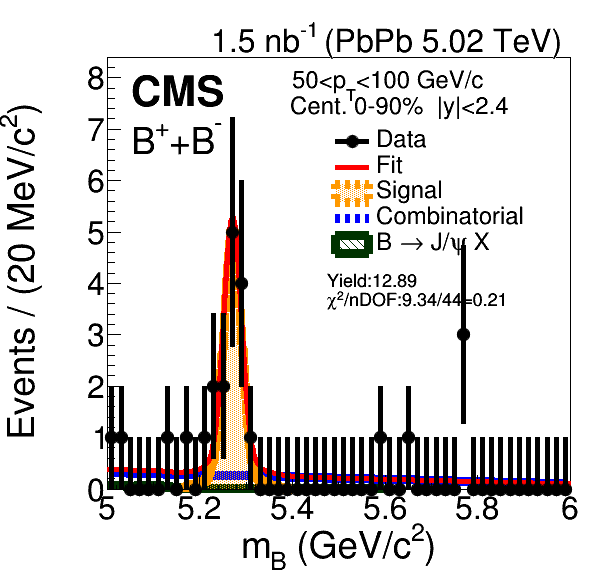 1.5 nb⁻¹ (PbPb 5.02 TeV)
CMS
B⁺+B⁻
50<p_T<100 GeV/c
Cent. 0-90% |y|<2.4
Data
Fit
Signal
Combinatorial
B → J/ψ X
Yield:12.89
χ²/nDOF:9.34/44=0.21
Events / (20 MeV/c²)
8
7
6
5
4
3
2
1
0
5 5.2 5.4 5.6 5.8 6
m_B (GeV/c²)